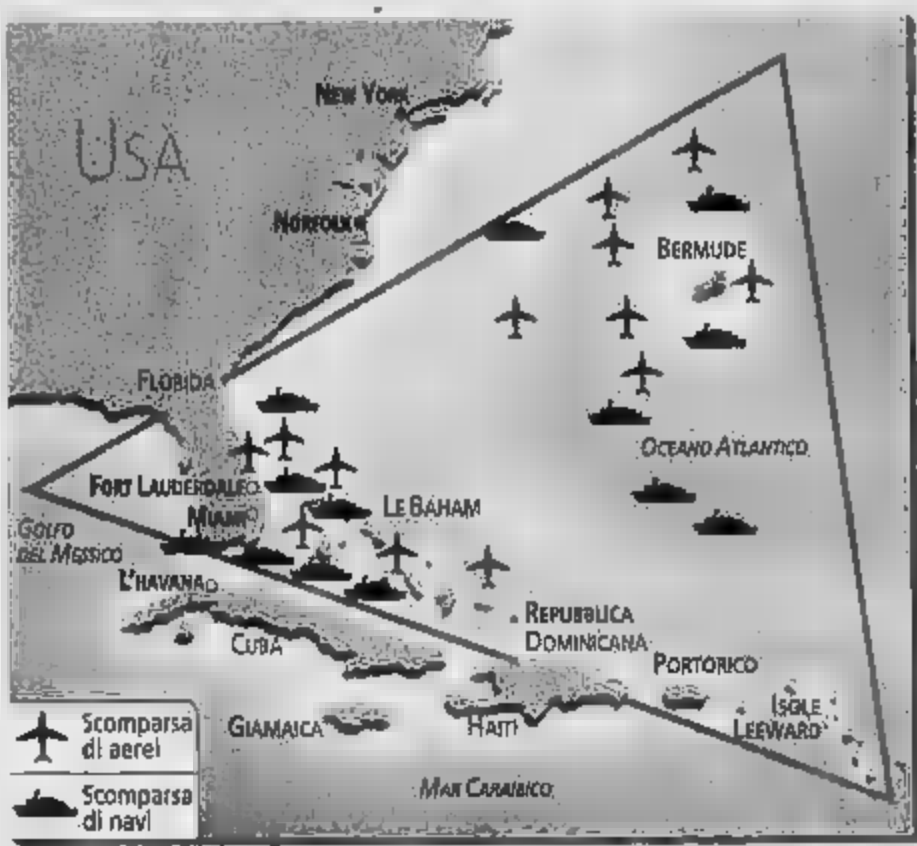 NEW YORK
USA
NORFOLK
BERMUDE
FLORIDA
OCEANO ATLANTICO
FORT LAUDERDALE
MIAMI
LE BAHAM
GOLFO
DEL MESSICO
L'HAVANA
REPUBBLICA
DOMINICANA
CUBA
PORTORICO
ISOLE
LEEWARD
GIAMAICA
HAITI
MAR CARAIBICO
Scomparsa
di aerei
Scomparsa
di navi